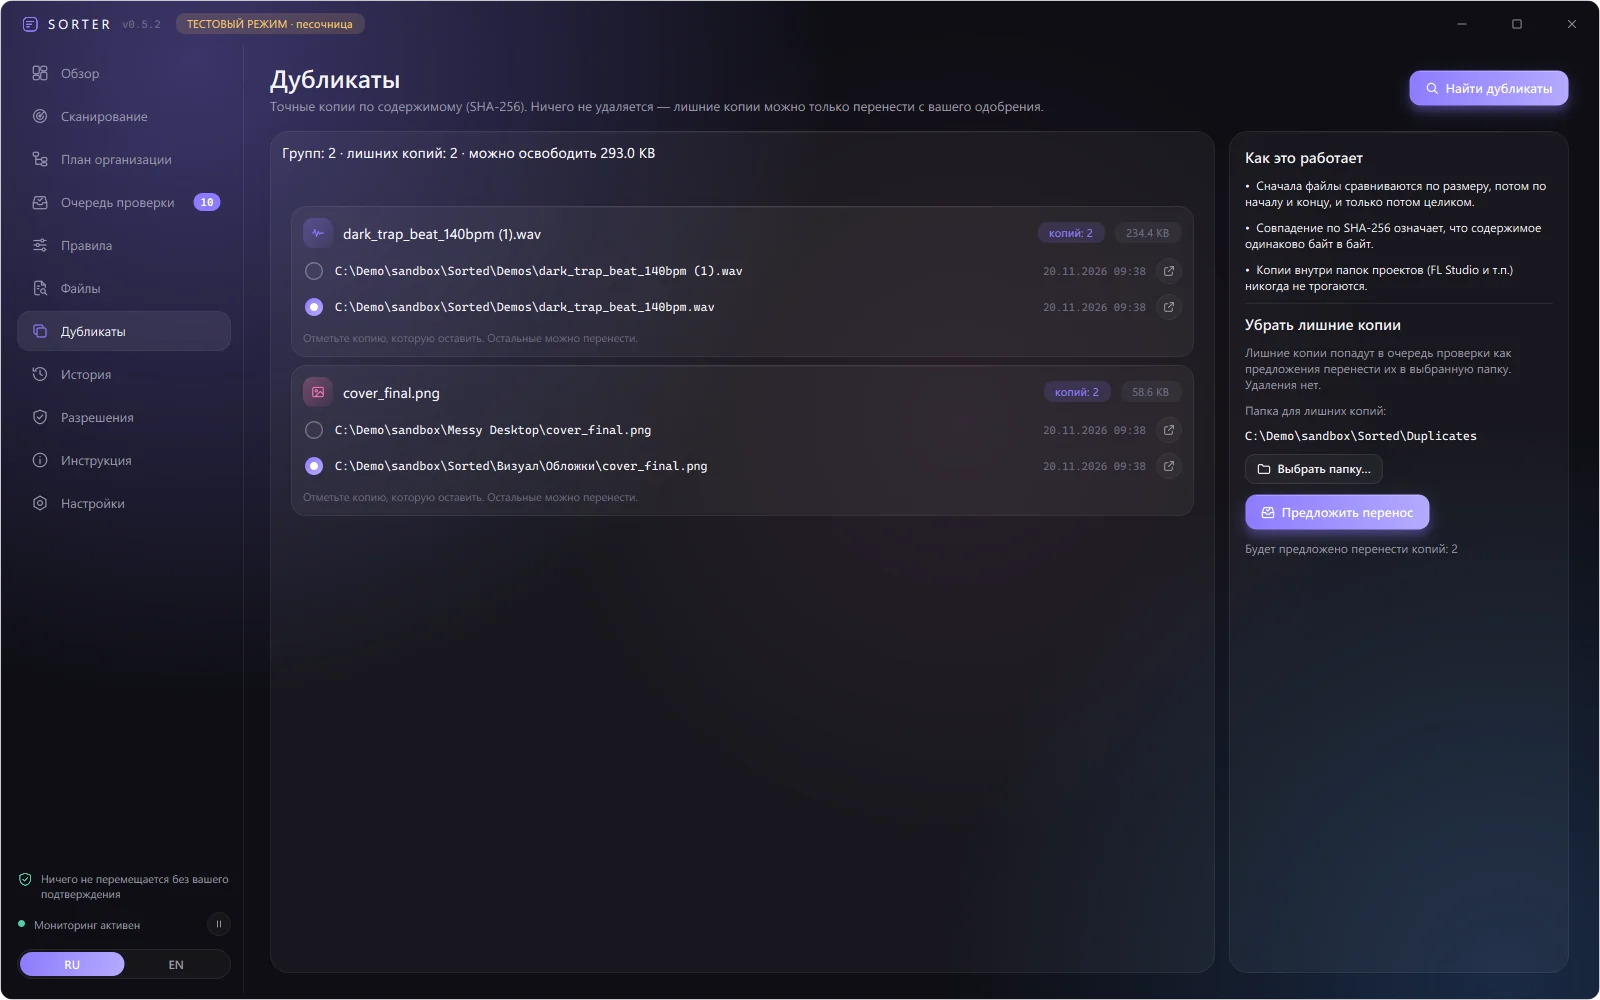 SORTER v0.5.2 ТЕСТОВЫЙ РЕЖИМ · песочница
Обзор
Сканирование
План организации
Очередь проверки 10
Правила
Файлы
Дубликаты
История
Разрешения
Инструкция
Настройки
Ничего не перемещается без вашего
подтверждения
Мониторинг активен
RU EN
Дубликаты
Точные копии по содержимому (SHA-256). Ничего не удаляется — лишние копии можно только перенести с вашего одобрения.
Найти дубликаты
Групп: 2 · лишних копий: 2 · можно освободить 293.0 KB
dark_trap_beat_140bpm (1).wav копий: 2 234.4 KB
C:\Demo\sandbox\Sorted\Demos\dark_trap_beat_140bpm (1).wav 20.11.2026 09:38
C:\Demo\sandbox\Sorted\Demos\dark_trap_beat_140bpm.wav 20.11.2026 09:38
Отметьте копию, которую оставить. Остальные можно перенести.
cover_final.png копий: 2 58.6 KB
C:\Demo\sandbox\Messy Desktop\cover_final.png 20.11.2026 09:38
C:\Demo\sandbox\Sorted\Визуал\Обложки\cover_final.png 20.11.2026 09:38
Отметьте копию, которую оставить. Остальные можно перенести.
Как это работает
• Сначала файлы сравниваются по размеру, потом по
началу и концу, и только потом целиком.
• Совпадение по SHA-256 означает, что содержимое
одинаково байт в байт.
• Копии внутри папок проектов (FL Studio и т.п.)
никогда не трогаются.
Убрать лишние копии
Лишние копии попадут в очередь проверки как
предложения перенести их в выбранную папку.
Удаления нет.
Папка для лишних копий:
C:\Demo\sandbox\Sorted\Duplicates
Выбрать папку...
Предложить перенос
Будет предложено перенести копий: 2